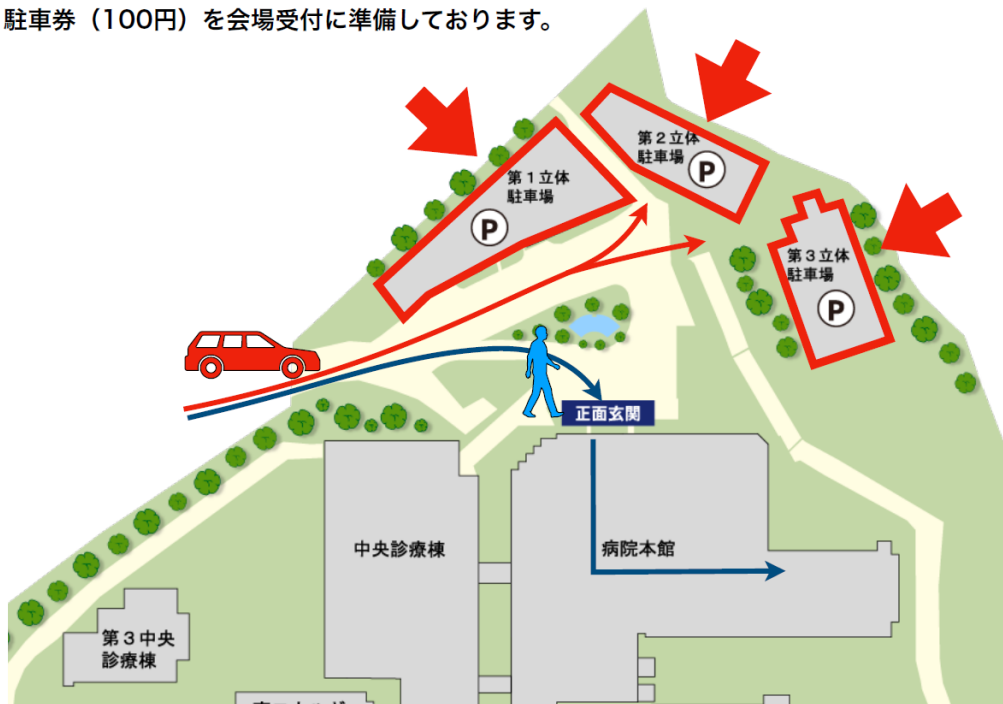 駐車券（100円）を会場受付に準備しております。
第２立体
駐車場
P
第１立体
駐車場
P
第３立体
駐車場
P
正面玄関
中央診療棟
病院本館
第３中央
診療棟